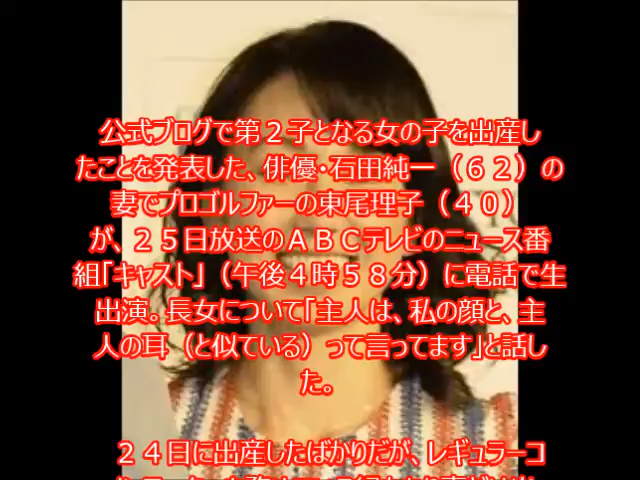 公式ブログで第２子となる女の子を出産し
たことを発表した、俳優・石田純一（６２）の
妻でプロゴルファーの東尾理子（４０）
が、２５日放送のＡＢＣテレビのニュース番
組「キャスト」（午後４時５８分）に電話で生
出演。長女について「主人は、私の顔と、主
人の耳（と似ている）って言ってます」と話し
た。
２４日に出産したばかりだが、レギュラーコ